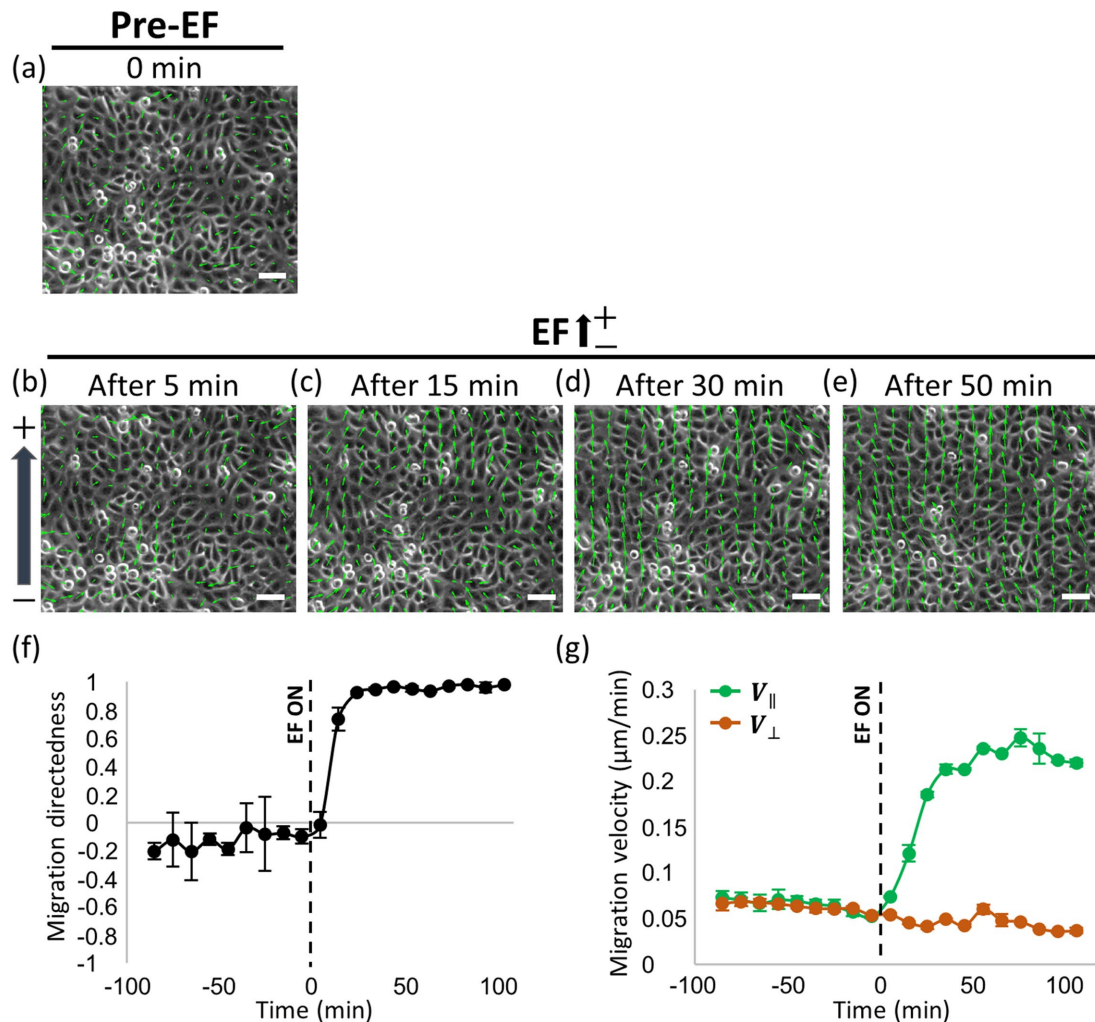 Pre-EF
(a)
0 min
EF + −
(b) After 5 min (c) After 15 min (d) After 30 min (e) After 50 min
+
−
(f)
Migration directedness
1
0.8
0.6
0.4
0.2
0
-0.2
-0.4
-0.6
-0.8
-1
EF ON
-100 -50 0 50 100
Time (min)
(g)
Migration velocity (µm/min)
0.3
0.25
0.2
0.15
0.1
0.05
0
V∥
V⊥
EF ON
-100 -50 0 50 100
Time (min)